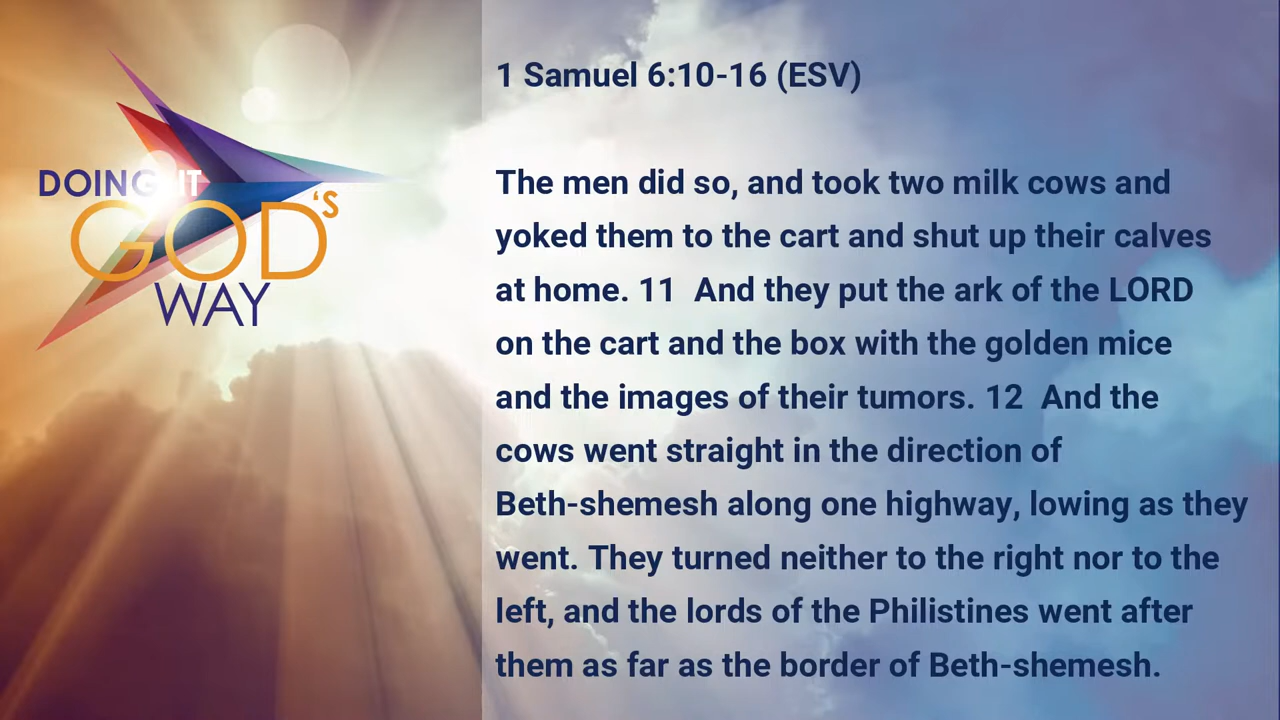 DOING IT
GOD'S
WAY
1 Samuel 6:10-16 (ESV)
The men did so, and took two milk cows and
yoked them to the cart and shut up their calves
at home. 11  And they put the ark of the LORD
on the cart and the box with the golden mice
and the images of their tumors. 12  And the
cows went straight in the direction of
Beth-shemesh along one highway, lowing as they
went. They turned neither to the right nor to the
left, and the lords of the Philistines went after
them as far as the border of Beth-shemesh.